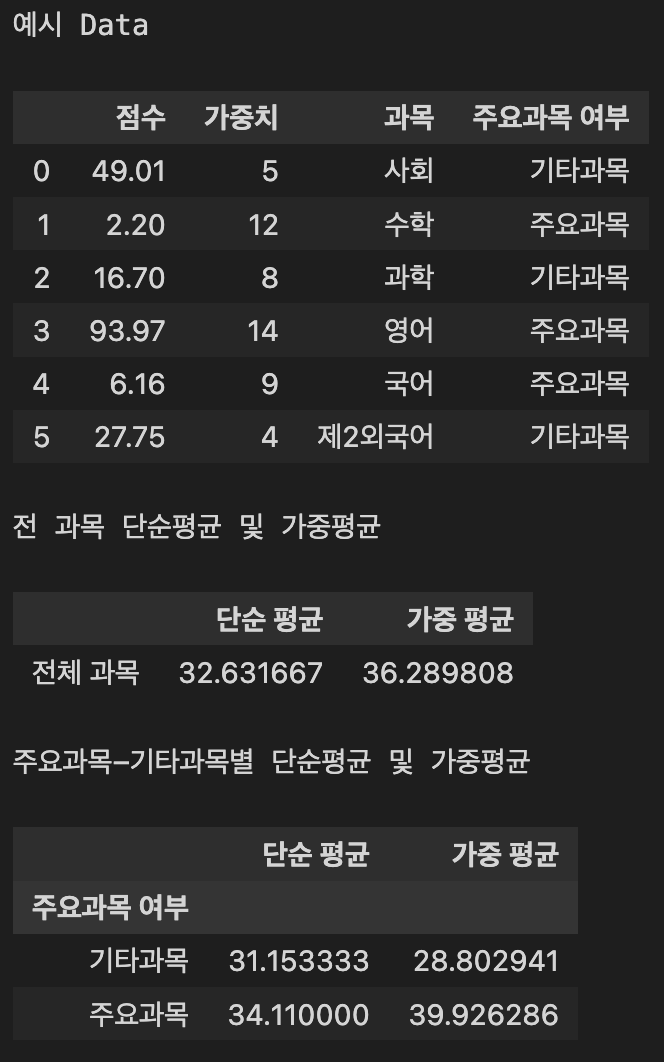 예시 Data
점수 가중치 과목 주요과목 여부
0 49.01 5 사회 기타과목
1 2.20 12 수학 주요과목
2 16.70 8 과학 기타과목
3 93.97 14 영어 주요과목
4 6.16 9 국어 주요과목
5 27.75 4 제2외국어 기타과목
전 과목 단순평균 및 가중평균
단순 평균 가중 평균
전체 과목 32.631667 36.289808
주요과목-기타과목별 단순평균 및 가중평균
단순 평균 가중 평균
주요과목 여부
기타과목 31.153333 28.802941
주요과목 34.110000 39.926286